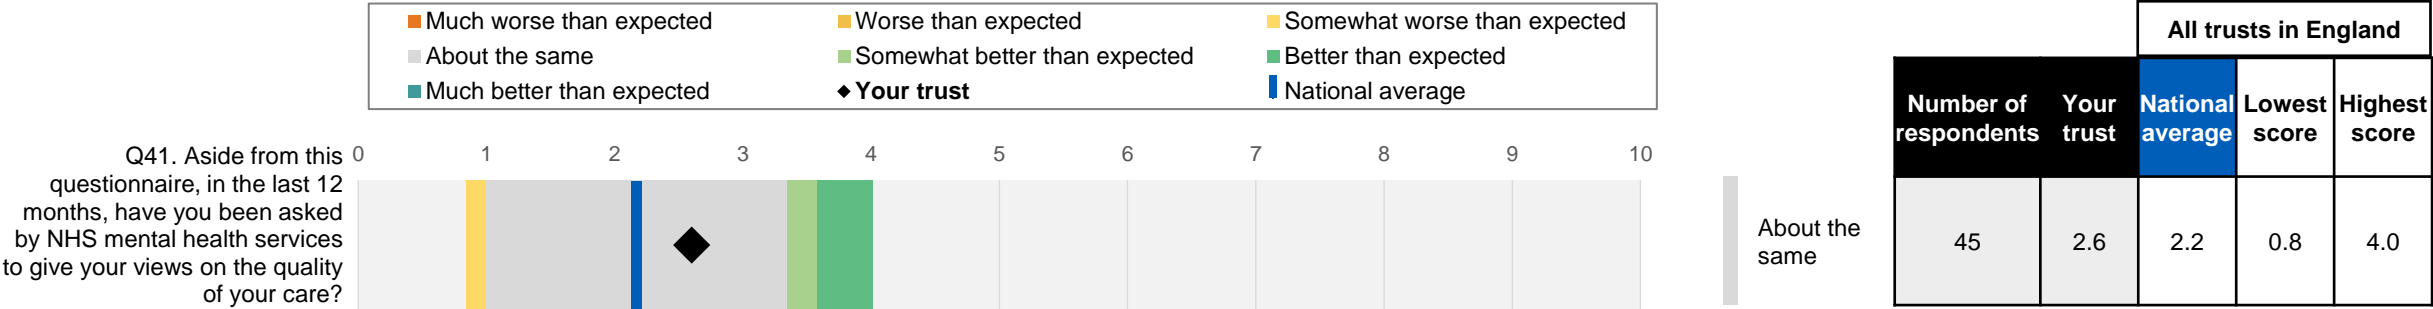 Much worse than expected
Worse than expected
Somewhat worse than expected
About the same
Somewhat better than expected
Better than expected
Much better than expected
Your trust
National average
All trusts in England
Number of respondents
Your trust
National average
Lowest score
Highest score
Q41. Aside from this
questionnaire, in the last 12
months, have you been asked
by NHS mental health services
to give your views on the quality
of your care?
0 1 2 3 4 5 6 7 8 9 10
About the
same
45 2.6 2.2 0.8 4.0